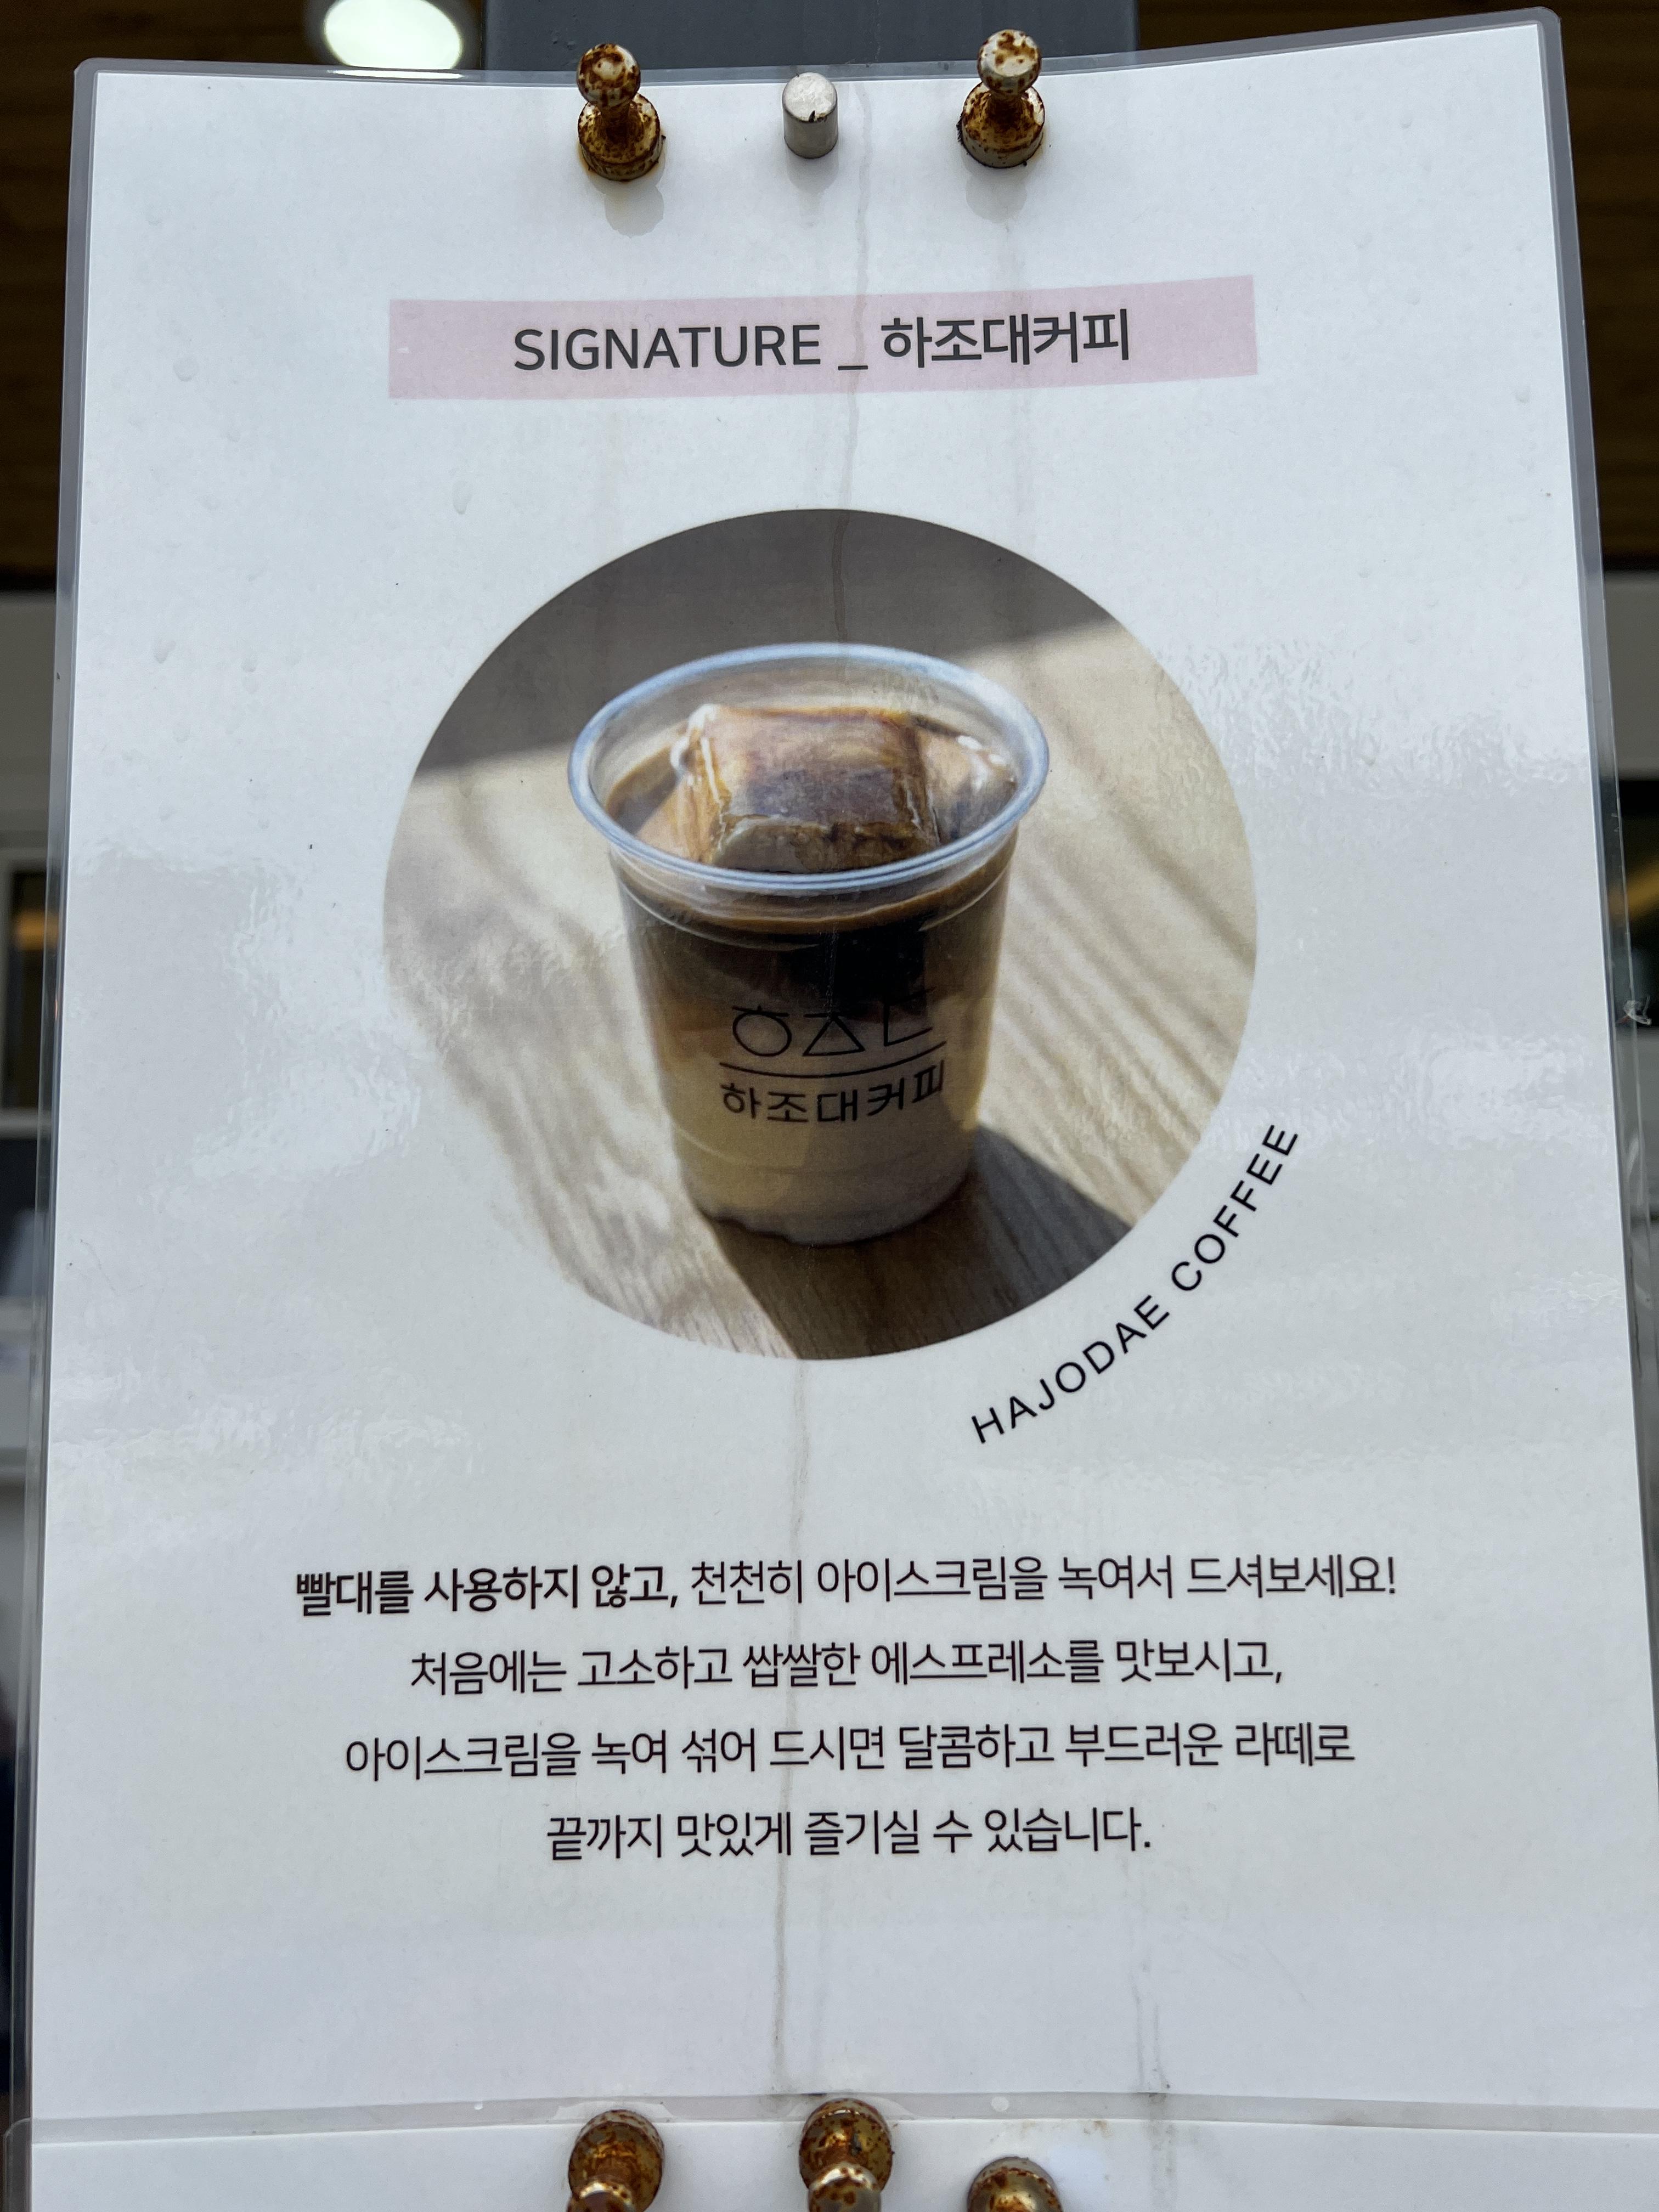 SIGNATURE _ 하조대커피
ㅎㅈㄷ
하조대커피
HAJODAE COFFEE
빨대를 사용하지 않고, 천천히 아이스크림을 녹여서 드셔보세요!
처음에는 고소하고 쌉쌀한 에스프레소를 맛보시고,
아이스크림을 녹여 섞어 드시면 달콤하고 부드러운 라떼로
끝까지 맛있게 즐기실 수 있습니다.